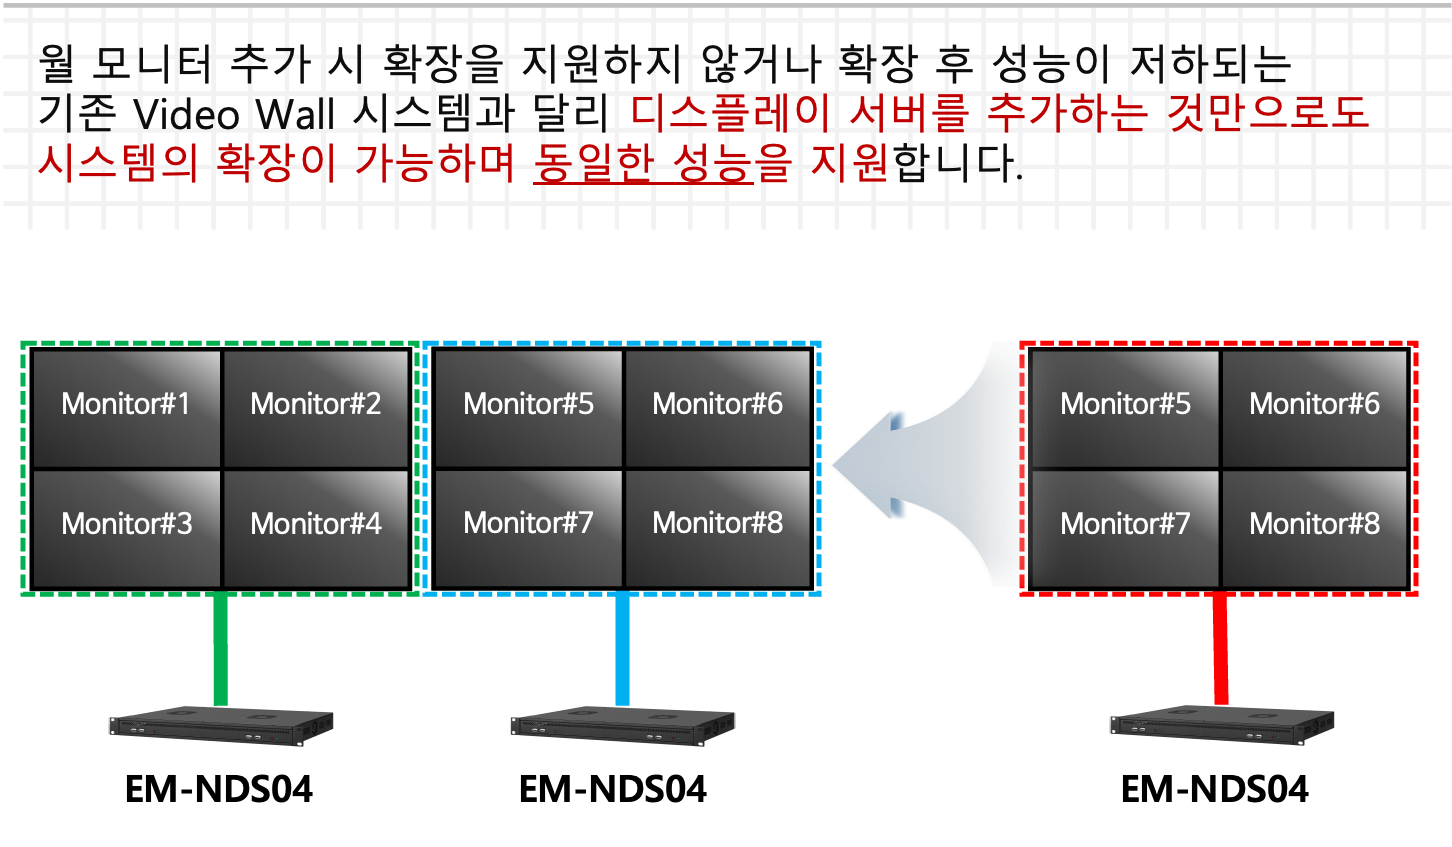 월 모니터 추가 시 확장을 지원하지 않거나 확장 후 성능이 저하되는
기존 Video Wall 시스템과 달리 디스플레이 서버를 추가하는 것만으로도
시스템의 확장이 가능하며 동일한 성능을 지원합니다.
Monitor#1 Monitor#2 Monitor#5 Monitor#6 Monitor#5 Monitor#6
Monitor#3 Monitor#4 Monitor#7 Monitor#8 Monitor#7 Monitor#8
EM-NDS04 EM-NDS04 EM-NDS04